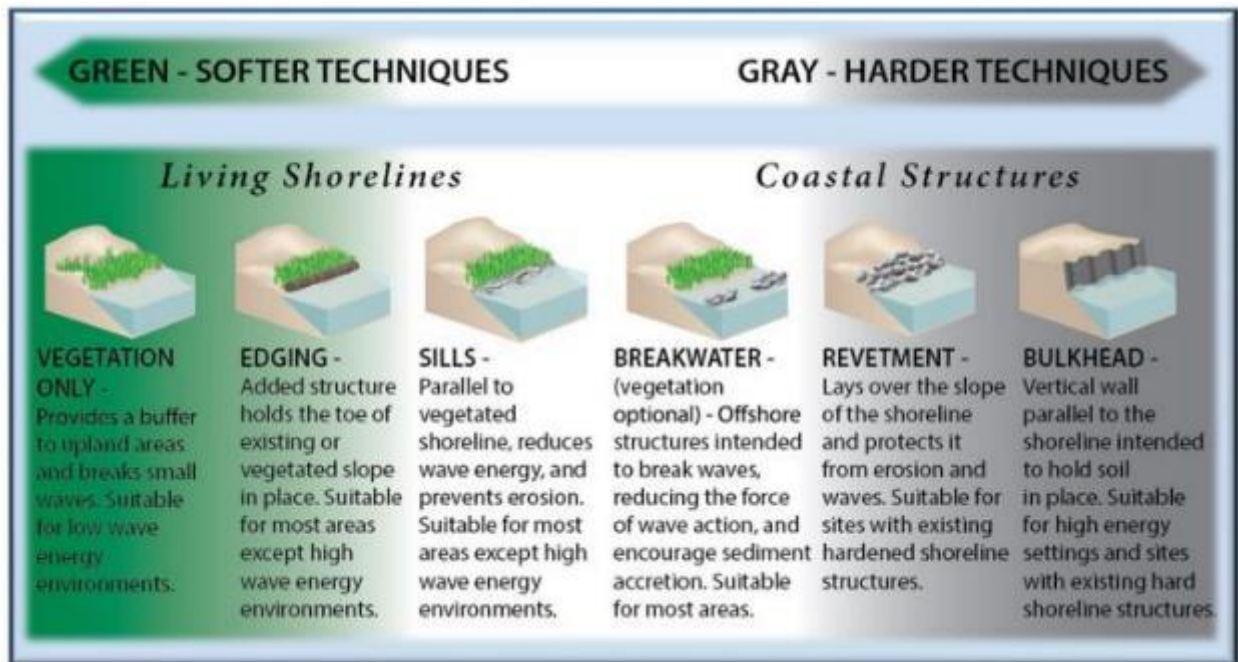 GREEN - SOFTER TECHNIQUES
GRAY - HARDER TECHNIQUES
Living Shorelines
Coastal Structures
VEGETATION
ONLY -
Provides a buffer
to upland areas
and breaks small
waves. Suitable
for low wave
energy
environments.
EDGING -
Added structure
holds the toe of
existing or
vegetated slope
in place. Suitable
for most areas
except high
wave energy
environments.
SILLS -
Parallel to
vegetated
shoreline, reduces
wave energy, and
prevents erosion.
Suitable for most
areas except high
wave energy
environments.
BREAKWATER -
(vegetation
optional) - Offshore
structures intended
to break waves,
reducing the force
of wave action, and
encourage sediment
accretion. Suitable
for most areas.
REVETMENT -
Lays over the slope
of the shoreline
and protects it
from erosion and
waves. Suitable for
sites with existing
hardened shoreline
structures.
BULKHEAD -
Vertical wall
parallel to the
shoreline intended
to hold soil
in place. Suitable
for high energy
settings and sites
with existing hard
shoreline structures.